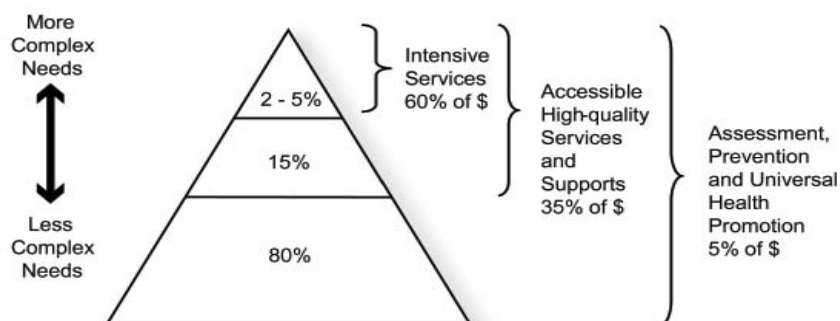 More
Complex
Needs
Less
Complex
Needs
2 - 5%
15%
80%
Intensive
Services
60% of $
Accessible
High-quality
Services
and
Supports
35% of $
Assessment,
Prevention
and Universal
Health
Promotion
5% of $